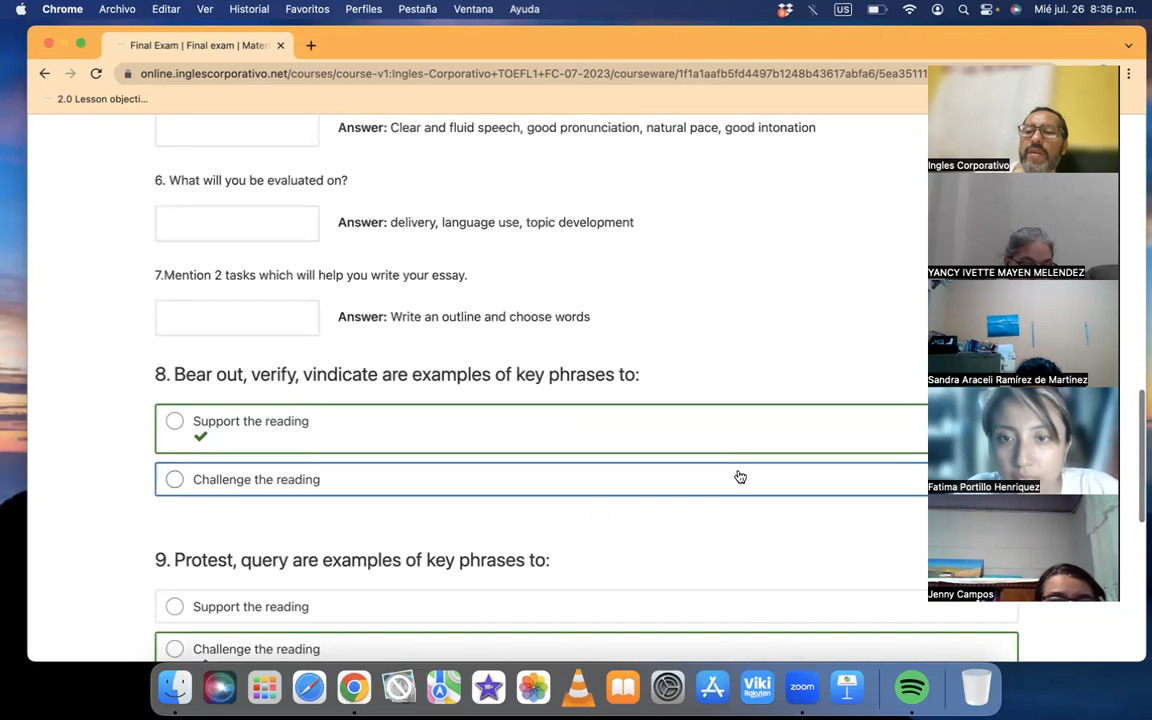 Chrome Archivo Editar Ver Historial Favoritos Perfiles Pestaña Ventana Ayuda US Mié jul. 26 8:36 p.m.
Final Exam | Final exam | Mater
online.inglescorporativo.net/courses/course-v1:Ingles-Corporativo+TOEFL1+FC-07-2023/courseware/1f1a1aafb5fd4497b1248b43617abfa6/5ea35111
2.0 Lesson objecti...
Answer: Clear and fluid speech, good pronunciation, natural pace, good intonation
6. What will you be evaluated on?
Answer: delivery, language use, topic development
7.Mention 2 tasks which will help you write your essay.
Answer: Write an outline and choose words
8. Bear out, verify, vindicate are examples of key phrases to:
Support the reading
Challenge the reading
9. Protest, query are examples of key phrases to:
Support the reading
Challenge the reading
Ingles Corporativo
YANCY IVETTE MAYEN MELENDEZ
Sandra Araceli Ramírez de Martinez
Fatima Portillo Henriquez
Jenny Campos
Viki
Rakuten
zoom